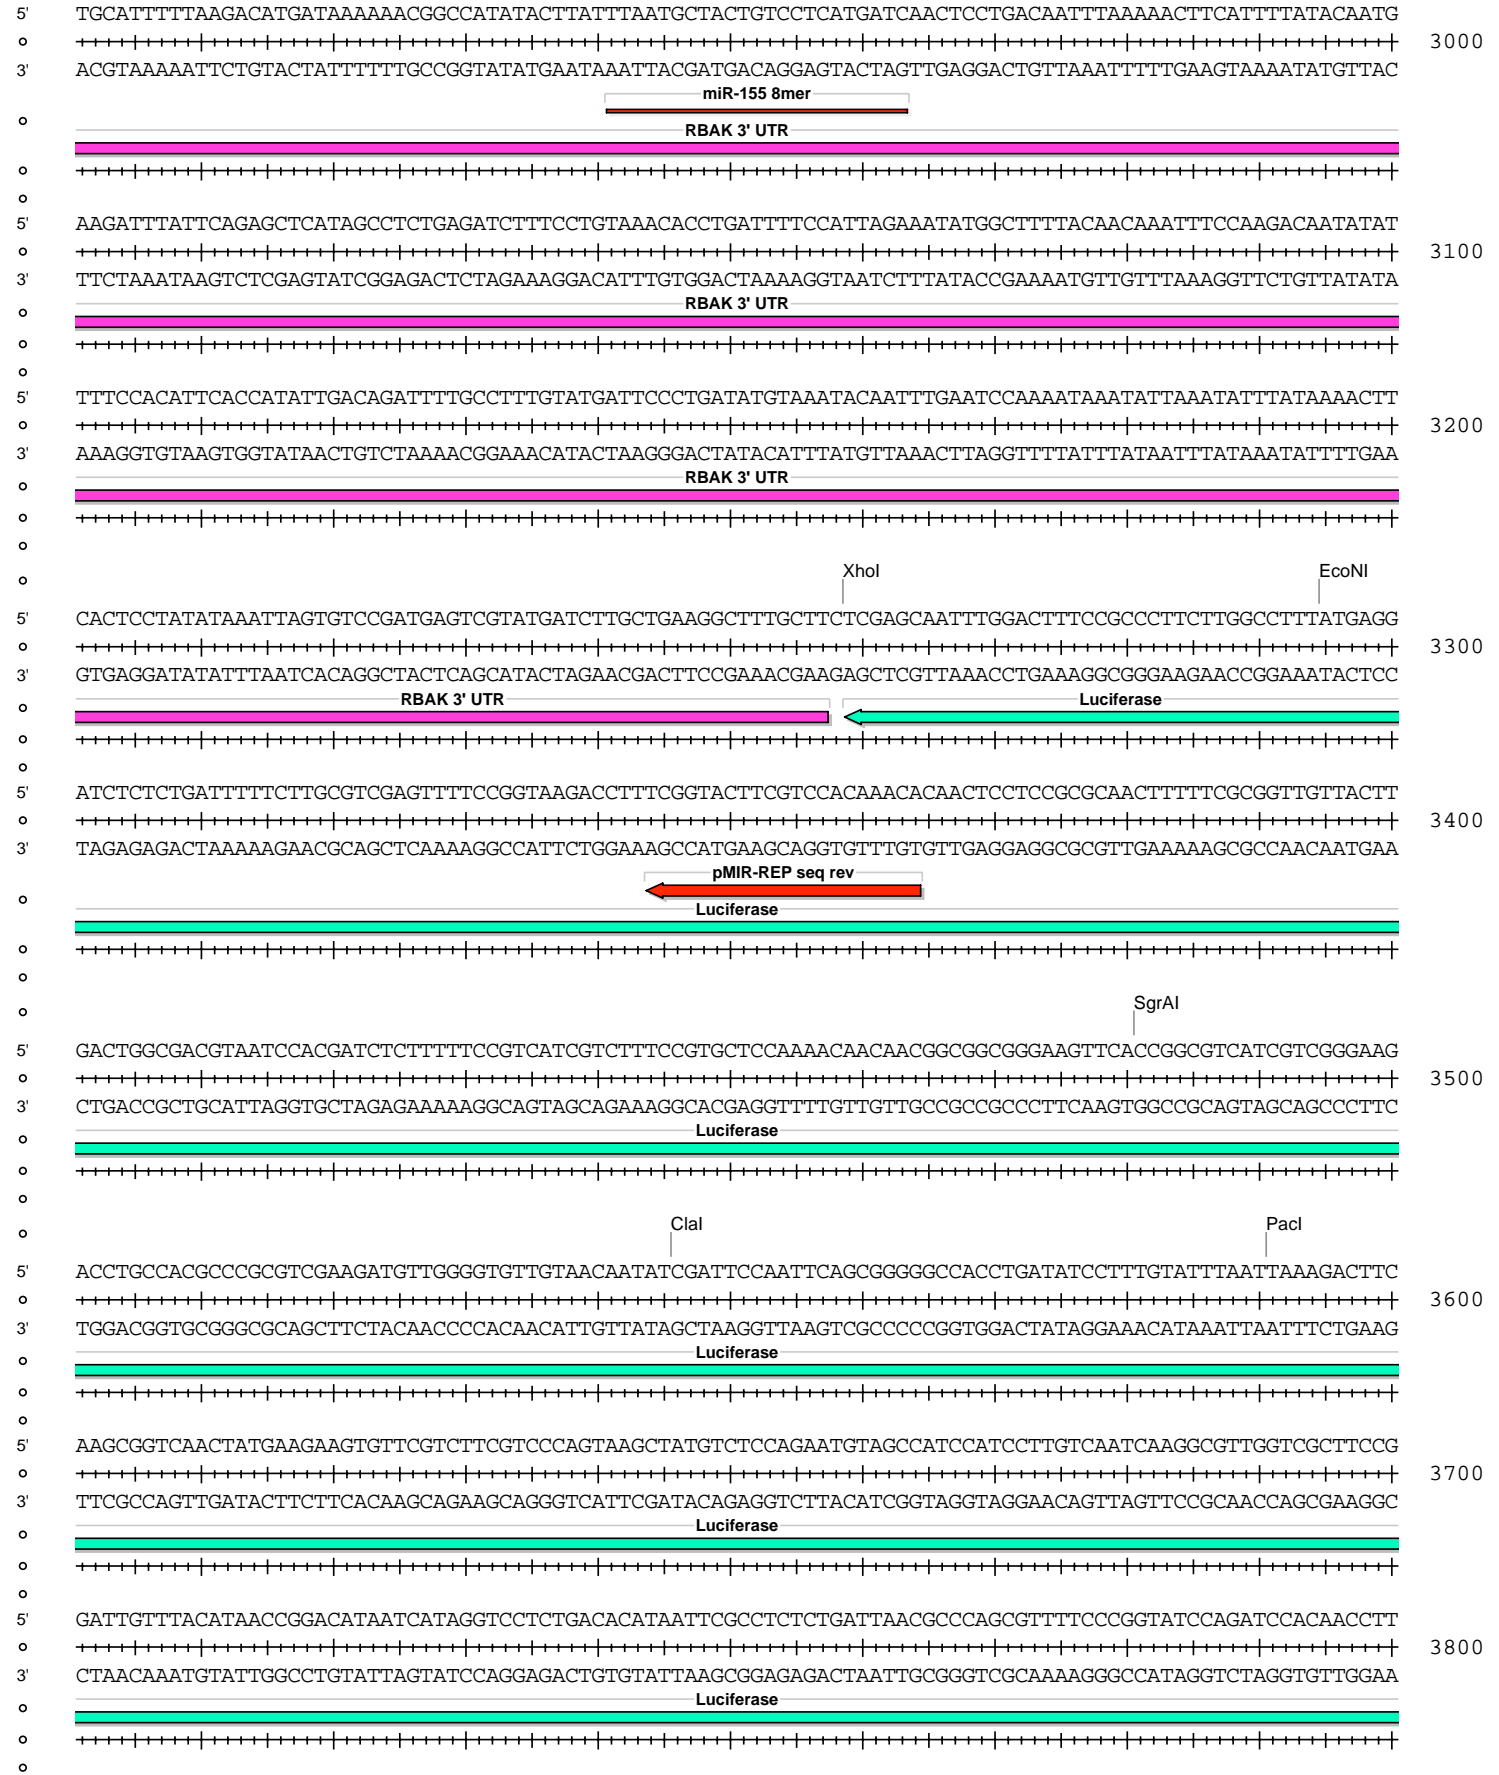 5' TGCATTTTTAAGACATGATAAAAAACGGCCATATACTTATTTAATGCTACTGTCCTCATGATCAACTCCTGACAATTTAAAAACTTCATTTTATACAATG
3000
3' ACGTAAAAATTCTGTACTATTTTTTGCCGGTATATGAATAAATTACGATGACAGGAGTACTAGTTGAGGACTGTTAAATTTTTGAAGTAAAATATGTTAC
miR-155 8mer
RBAK 3' UTR
5' AAGATTTATTCAGAGCTCATAGCCTCTGAGATCTTTCCTGTAAACACCTGATTTTCCATTAGAAATATGGCTTTTACAACAAATTTCCAAGACAATATAT
3100
3' TTCTAAATAAGTCTCGAGTATCGGAGACTCTAGAAAGGACATTTGTGGACTAAAAGGTAATCTTTATACCGAAAATGTTGTTTAAAGGTTCTGTTATATA
RBAK 3' UTR
5' TTTCCACATTCACCATATTGACAGATTTTGCCTTTGTATGATTCCCTGATATGTAAATACAATTTGAATCCAAAATAAATATTAAATATTTATAAAACTT
3200
3' AAAGGTGTAAGTGGTATAACTGTCTAAAACGGAAACATACTAAGGGACTATACATTTATGTTAAACTTAGGTTTTATTTATAATTTATAAATATTTTGAA
RBAK 3' UTR
XhoI EcoNI
5' CACTCCTATATAAATTAGTGTCCGATGAGTCGTATGATCTTGCTGAAGGCTTTGCTTCTCGAGCAATTTGGACTTTCCGCCCTTCTTGGCCTTTATGAGG
3300
3' GTGAGGATATATTTAATCACAGGCTACTCAGCATACTAGAACGACTTCCGAAACGAAGAGCTCGTTAAACCTGAAAGGCGGGAAGAACCGGAAATACTCC
RBAK 3' UTR Luciferase
5' ATCTCTCTGATTTTTCTTGCGTCGAGTTTTCCGGTAAGACCTTTCGGTACTTCGTCCACAAACACAACTCCTCCGCGCAACTTTTTCGCGGTTGTTACTT
3400
3' TAGAGAGACTAAAAAGAACGCAGCTCAAAAGGCCATTCTGGAAAGCCATGAAGCAGGTGTTTGTGTTGAGGAGGCGCGTTGAAAAAGCGCCAACAATGAA
pMIR-REP seq rev
Luciferase
SgrAI
5' GACTGGCGACGTAATCCACGATCTCTTTTTCCGTCATCGTCTTTCCGTGCTCCAAAACAACAACGGCGGCGGGAAGTTCACCGGCGTCATCGTCGGGAAG
3500
3' CTGACCGCTGCATTAGGTGCTAGAGAAAAAGGCAGTAGCAGAAAGGCACGAGGTTTTGTTGTTGCCGCCGCCCTTCAAGTGGCCGCAGTAGCAGCCCTTC
Luciferase
ClaI PacI
5' ACCTGCCACGCCCGCGTCGAAGATGTTGGGGTGTTGTAACAATATCGATTCCAATTCAGCGGGGGCCACCTGATATCCTTTGTATTTAATTAAAGACTTC
3600
3' TGGACGGTGCGGGCGCAGCTTCTACAACCCCACAACATTGTTATAGCTAAGGTTAAGTCGCCCCCGGTGGACTATAGGAAACATAAATTAATTTCTGAAG
Luciferase
5' AAGCGGTCAACTATGAAGAAGTGTTCGTCTTCGTCCCAGTAAGCTATGTCTCCAGAATGTAGCCATCCATCCTTGTCAATCAAGGCGTTGGTCGCTTCCG
3700
3' TTCGCCAGTTGATACTTCTTCACAAGCAGAAGCAGGGTCATTCGATACAGAGGTCTTACATCGGTAGGTAGGAACAGTTAGTTCCGCAACCAGCGAAGGC
Luciferase
5' GATTGTTTACATAACCGGACATAATCATAGGTCCTCTGACACATAATTCGCCTCTCTGATTAACGCCCAGCGTTTTCCCGGTATCCAGATCCACAACCTT
3800
3' CTAACAAATGTATTGGCCTGTATTAGTATCCAGGAGACTGTGTATTAAGCGGAGAGACTAATTGCGGGTCGCAAAAGGGCCATAGGTCTAGGTGTTGGAA
Luciferase